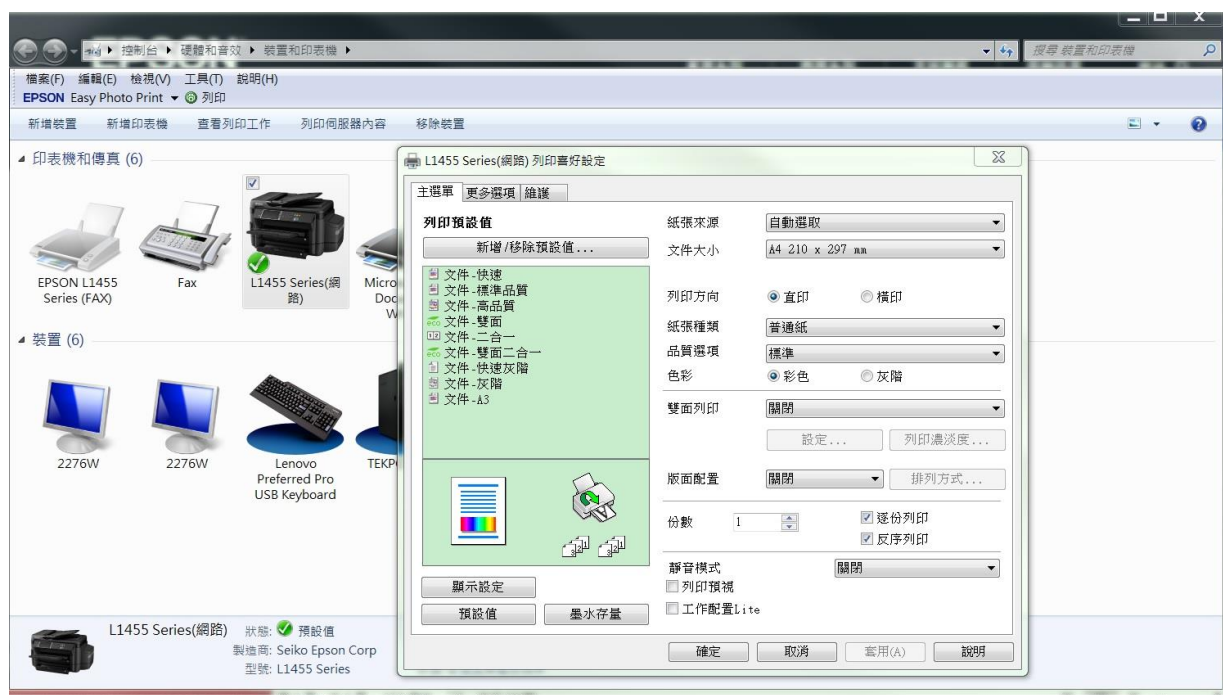 控制台 硬體和音效 裝置和印表機
搜尋 裝置和印表機
檔案(F) 編輯(E) 檢視(V) 工具(T) 說明(H)
EPSON Easy Photo Print 列印
新增裝置 新增印表機 查看列印工作 列印伺服器內容 移除裝置
印表機和傳真 (6)
EPSON L1455
Series (FAX)
Fax
L1455 Series(網
路)
Micro
Doc
W
裝置 (6)
2276W
2276W
Lenovo
Preferred Pro
USB Keyboard
TEKP
L1455 Series(網路) 列印喜好設定
主選單 更多選項 維護
列印預設值
新增/移除預設值...
文件-快速
文件-標準品質
文件-高品質
文件-雙面
文件-二合一
文件-雙面二合一
文件-快速灰階
文件-灰階
文件-A3
顯示設定
預設值 墨水存量
紙張來源 自動選取
文件大小 A4 210 x 297 mm
列印方向 直印 橫印
紙張種類 普通紙
品質選項 標準
色彩 彩色 灰階
雙面列印 關閉
設定... 列印濃淡度...
版面配置 關閉 排列方式...
份數 1 逐份列印
反序列印
靜音模式 關閉
列印預視
工作配置Lite
確定 取消 套用(A) 說明
L1455 Series(網路) 狀態: 預設值
製造商: Seiko Epson Corp
型號: L1455 Series